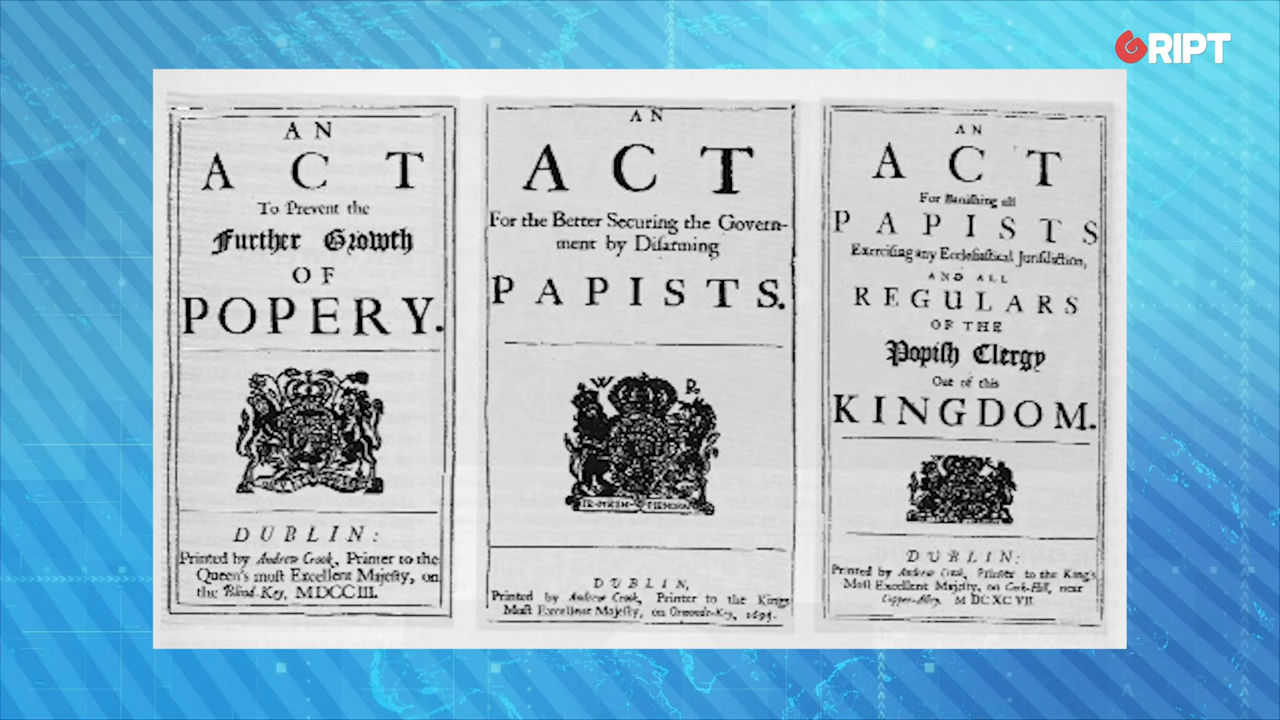 GRIPT
AN
ACT
To Prevent the
Further Growth
OF
POPERY.
DUBLIN:
Printed by Andrew Crook, Printer to the
Queen's moſt Excellent Majeſty, on
the Blind-Key, MDCCIII.
AN
ACT
For the Better Securing the Govern-
ment by Diſarming
PAPISTS.
W R
DUBLIN,
Printed by Andrew Crook, Printer to the Kings
Moſt Excellent Majeſty, on Ormonde-Key, 1695.
AN
ACT
For Baniſhing all
PAPISTS
Exerciſing any Eccleſiaſtical Juriſdiction,
AND ALL
REGULARS
OF THE
Popiſh Clergy
Out of this
KINGDOM.
DUBLIN:
Printed by Andrew Crook, Printer to the King's
Moſt Excellent Majeſty, on Cork-Hill, near
Copper-Alley. MDCXCVII.